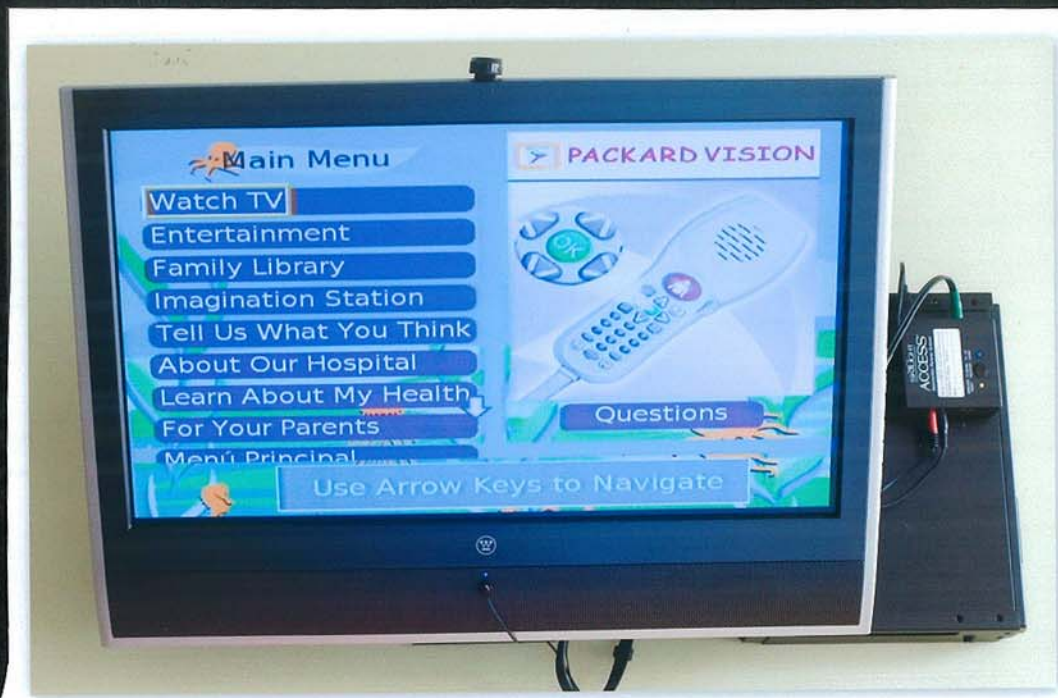 Main Menu
Watch TV
Entertainment
Family Library
Imagination Station
Tell Us What You Think
About Our Hospital
Learn About My Health
For Your Parents
Menú Principal
PACKARD VISION
OK
Questions
Use Arrow Keys to Navigate
ACCESS